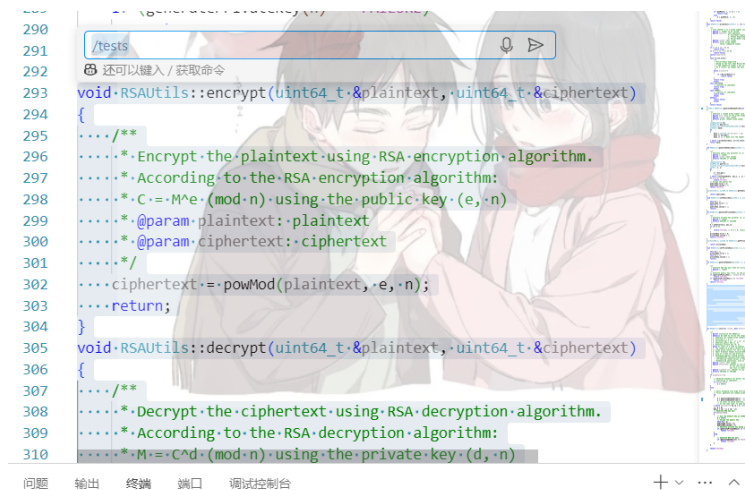 290
291
/tests
292
还可以键入 / 获取命令
293 void RSAUtils::encrypt(uint64_t &plaintext, uint64_t &ciphertext)
294 {
295 /**
296 * Encrypt the plaintext using RSA encryption algorithm.
297 * According to the RSA encryption algorithm:
298 * C = M^e (mod n) using the public key (e, n)
299 * @param plaintext: plaintext
300 * @param ciphertext: ciphertext
301 */
302 ciphertext = powMod(plaintext, e, n);
303 return;
304 }
305 void RSAUtils::decrypt(uint64_t &plaintext, uint64_t &ciphertext)
306 {
307 /**
308 * Decrypt the ciphertext using RSA decryption algorithm.
309 * According to the RSA decryption algorithm:
310 * M = C^d (mod n) using the private key (d, n)
问题 输出 终端 端口 调试控制台